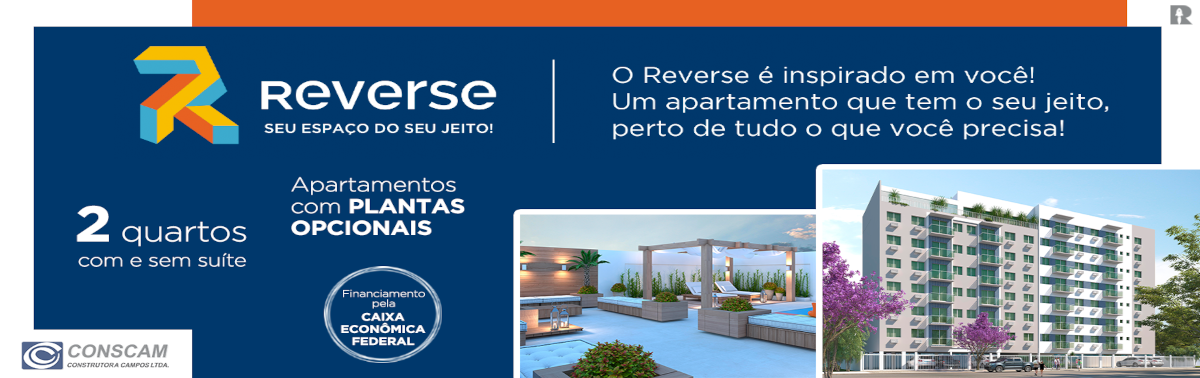 Reverse
SEU ESPAÇO DO SEU JEITO!
O Reverse é inspirado em você!
Um apartamento que tem o seu jeito,
perto de tudo o que você precisa!
2 quartos
com e sem suíte
Apartamentos
com PLANTAS
OPCIONAIS
Financiamento
pela
CAIXA
ECONÔMICA
FEDERAL
CONSCAM
CONSTRUTORA CAMPOS LTDA.